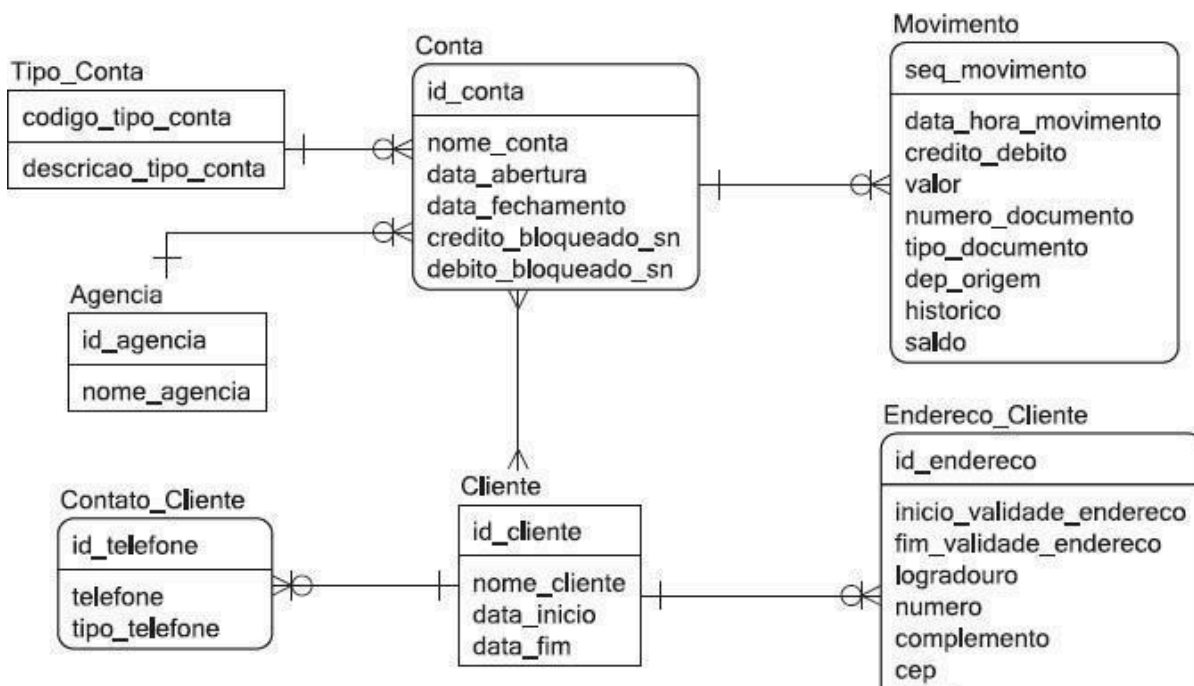 Tipo_Conta
codigo_tipo_conta
descricao_tipo_conta
Conta
id_conta
nome_conta
data_abertura
data_fechamento
credito_bloqueado_sn
debito_bloqueado_sn
Movimento
seq_movimento
data_hora_movimento
credito_debito
valor
numero_documento
tipo_documento
dep_origem
historico
saldo
Agencia
id_agencia
nome_agencia
Contato_Cliente
id_telefone
telefone
tipo_telefone
Cliente
id_cliente
nome_cliente
data_inicio
data_fim
Endereco_Cliente
id_endereco
inicio_validade_endereco
fim_validade_endereco
logradouro
numero
complemento
cep